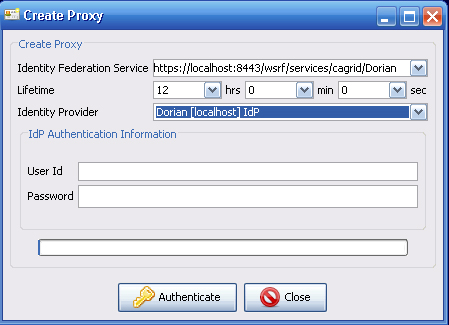 Create Proxy
Create Proxy
Identity Federation Service https://localhost:8443/wsrf/services/cagrid/Dorian
Lifetime 12 hrs 0 min 0 sec
Identity Provider Dorian [localhost] IdP
IdP Authentication Information
User Id
Password
Authenticate Close